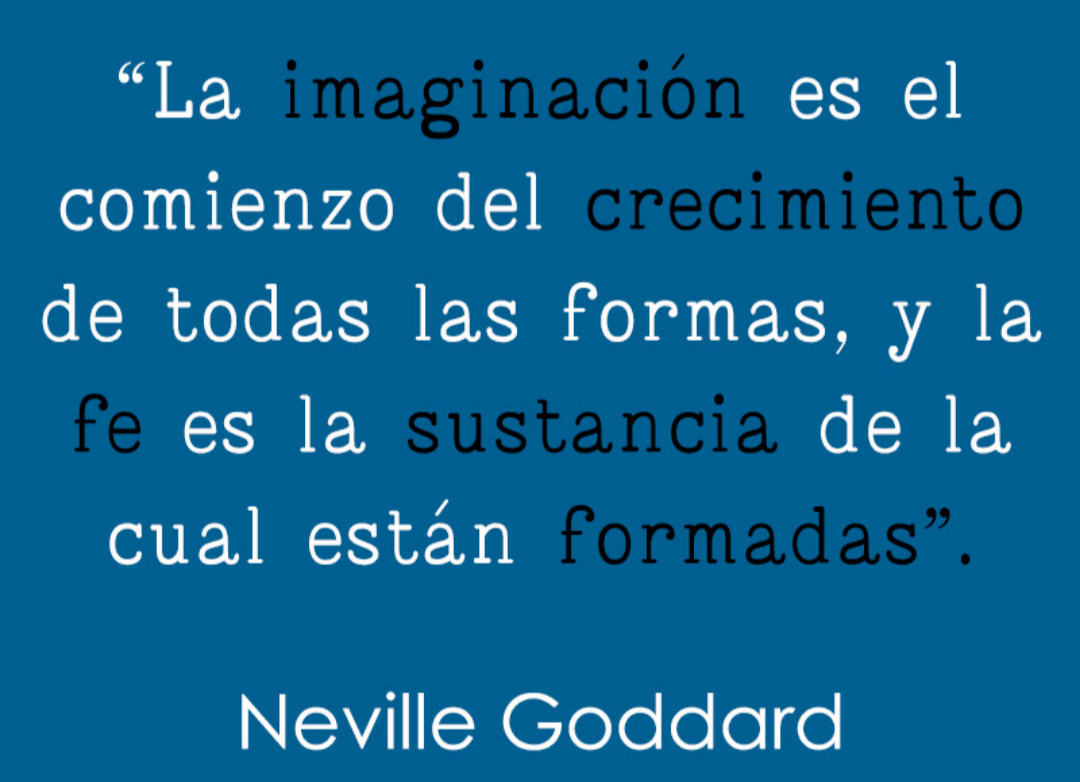 “La imaginación es el
comienzo del crecimiento
de todas las formas, y la
fe es la sustancia de la
cual están formadas”.
Neville Goddard